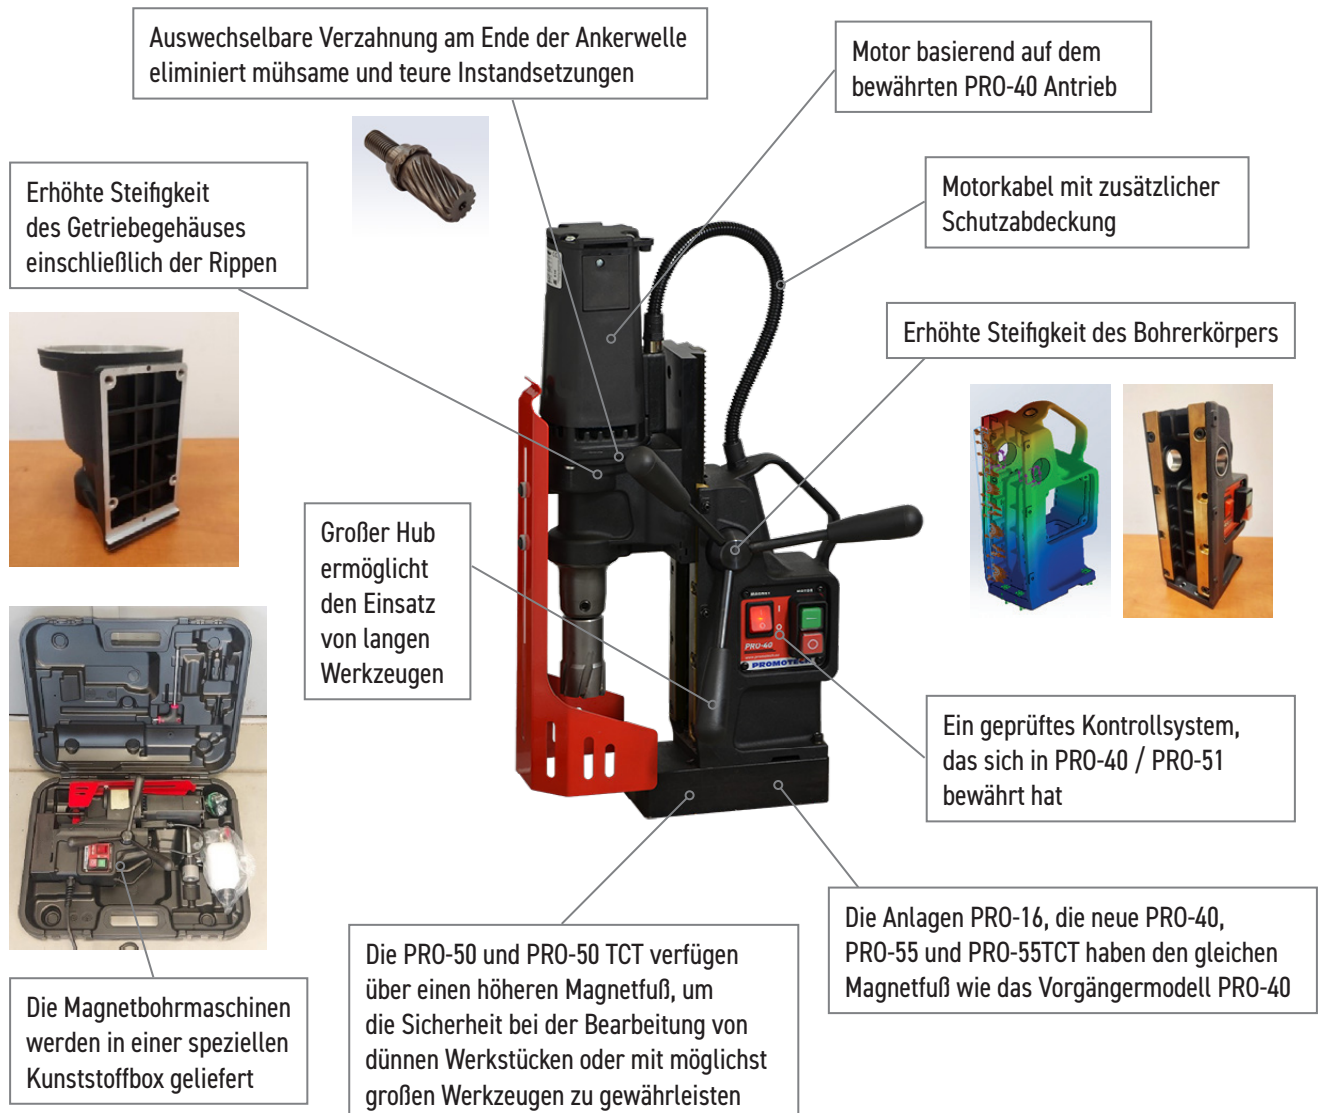 Auswechselbare Verzahnung am Ende der Ankerwelle
eliminiert mühsame und teure Instandsetzungen
Motor basierend auf dem
bewährten PRO-40 Antrieb
Erhöhte Steifigkeit
des Getriebegehäuses
einschließlich der Rippen
Motorkabel mit zusätzlicher
Schutzabdeckung
Erhöhte Steifigkeit des Bohrerkörpers
Großer Hub
ermöglicht
den Einsatz
von langen
Werkzeugen
MAGNET
MOTOR
PRO-40
PROMOTECH
Ein geprüftes Kontrollsystem,
das sich in PRO-40 / PRO-51
bewährt hat
Die Anlagen PRO-16, die neue PRO-40,
PRO-55 und PRO-55TCT haben den gleichen
Magnetfuß wie das Vorgängermodell PRO-40
Die PRO-50 und PRO-50 TCT verfügen
über einen höheren Magnetfuß, um
die Sicherheit bei der Bearbeitung von
dünnen Werkstücken oder mit möglichst
großen Werkzeugen zu gewährleisten
Die Magnetbohrmaschinen
werden in einer speziellen
Kunststoffbox geliefert